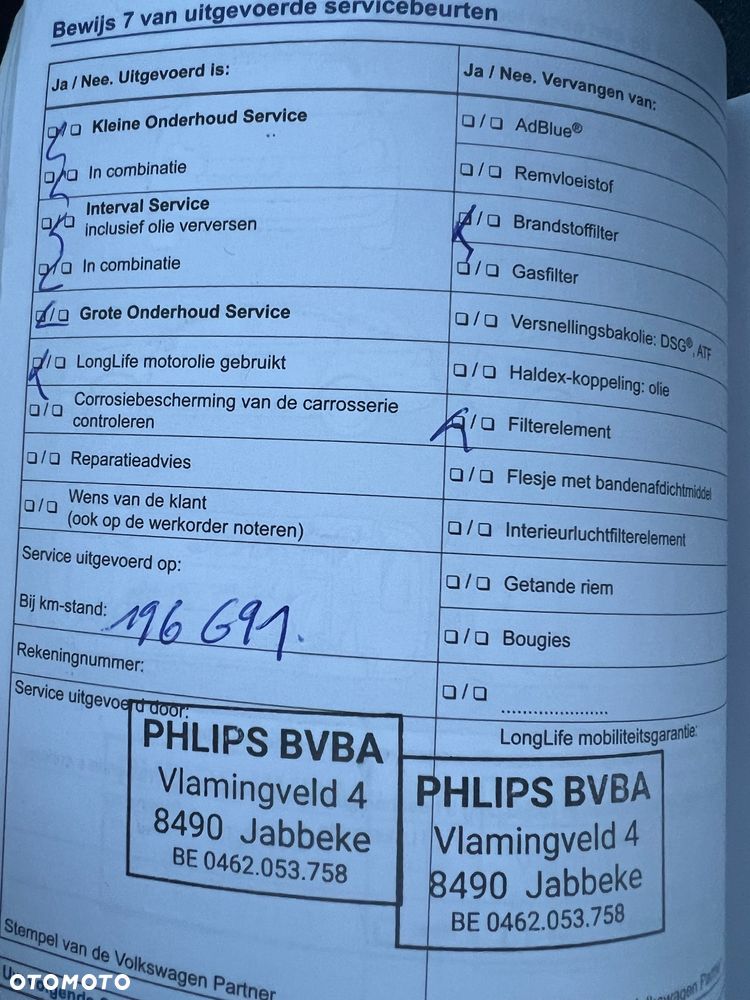 Bewijs 7 van uitgevoerde servicebeurten
Ja / Nee. Uitgevoerd is:
❑ / ❑ Kleine Onderhoud Service
❑ / ❑ In combinatie
❑ / ❑ Interval Service
inclusief olie verversen
❑ / ❑ In combinatie
❑ / ❑ Grote Onderhoud Service
❑ / ❑ LongLife motorolie gebruikt
❑ / ❑ Corrosiebescherming van de carrosserie
controleren
❑ / ❑ Reparatieadvies
❑ / ❑ Wens van de klant
(ook op de werkorder noteren)
Service uitgevoerd op:
Bij km-stand: 196 691.
Rekeningnummer:
Service uitgevoerd door:
PHLIPS BVBA
Vlamingveld 4
8490 Jabbeke
BE 0462.053.758
Stempel van de Volkswagen Partner
Ja / Nee. Vervangen van:
❑ / ❑ AdBlue®
❑ / ❑ Remvloeistof
❑ / ❑ Brandstoffilter
❑ / ❑ Gasfilter
❑ / ❑ Versnellingsbakolie: DSG®, ATF
❑ / ❑ Haldex-koppeling: olie
❑ / ❑ Filterelement
❑ / ❑ Flesje met bandenafdichtmiddel
❑ / ❑ Interieurluchtfilterelement
❑ / ❑ Getande riem
❑ / ❑ Bougies
❑ / ❑ .....................
LongLife mobiliteitsgarantie:
PHLIPS BVBA
Vlamingveld 4
8490 Jabbeke
BE 0462.053.758
OTOMOTO